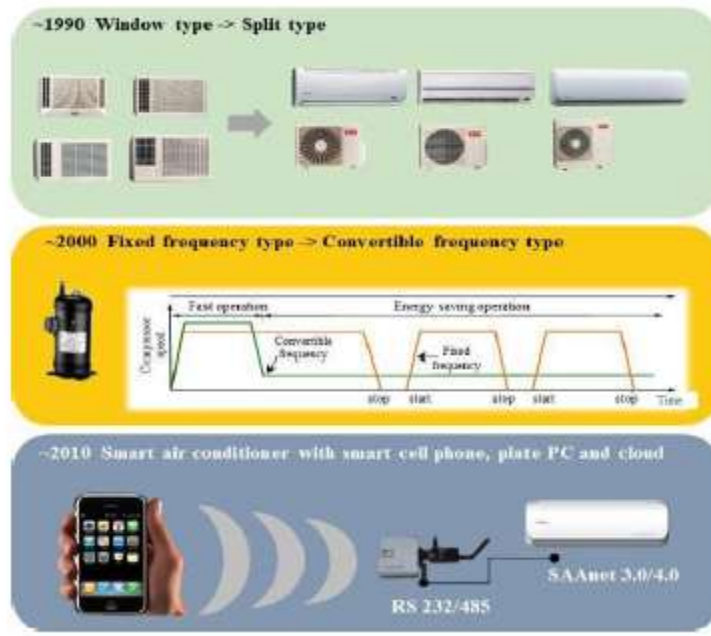 ~1990 Window type -> Split type
~2000 Fixed frequency type -> Convertible frequency type
Fast operation
Energy saving operation
Compressor speed
Convertible
frequency
Fixed
frequency
stop start stop start stop
Time
~2010 Smart air conditioner with smart cell phone, plate PC and cloud
SAAnet 3.0/4.0
RS 232/485